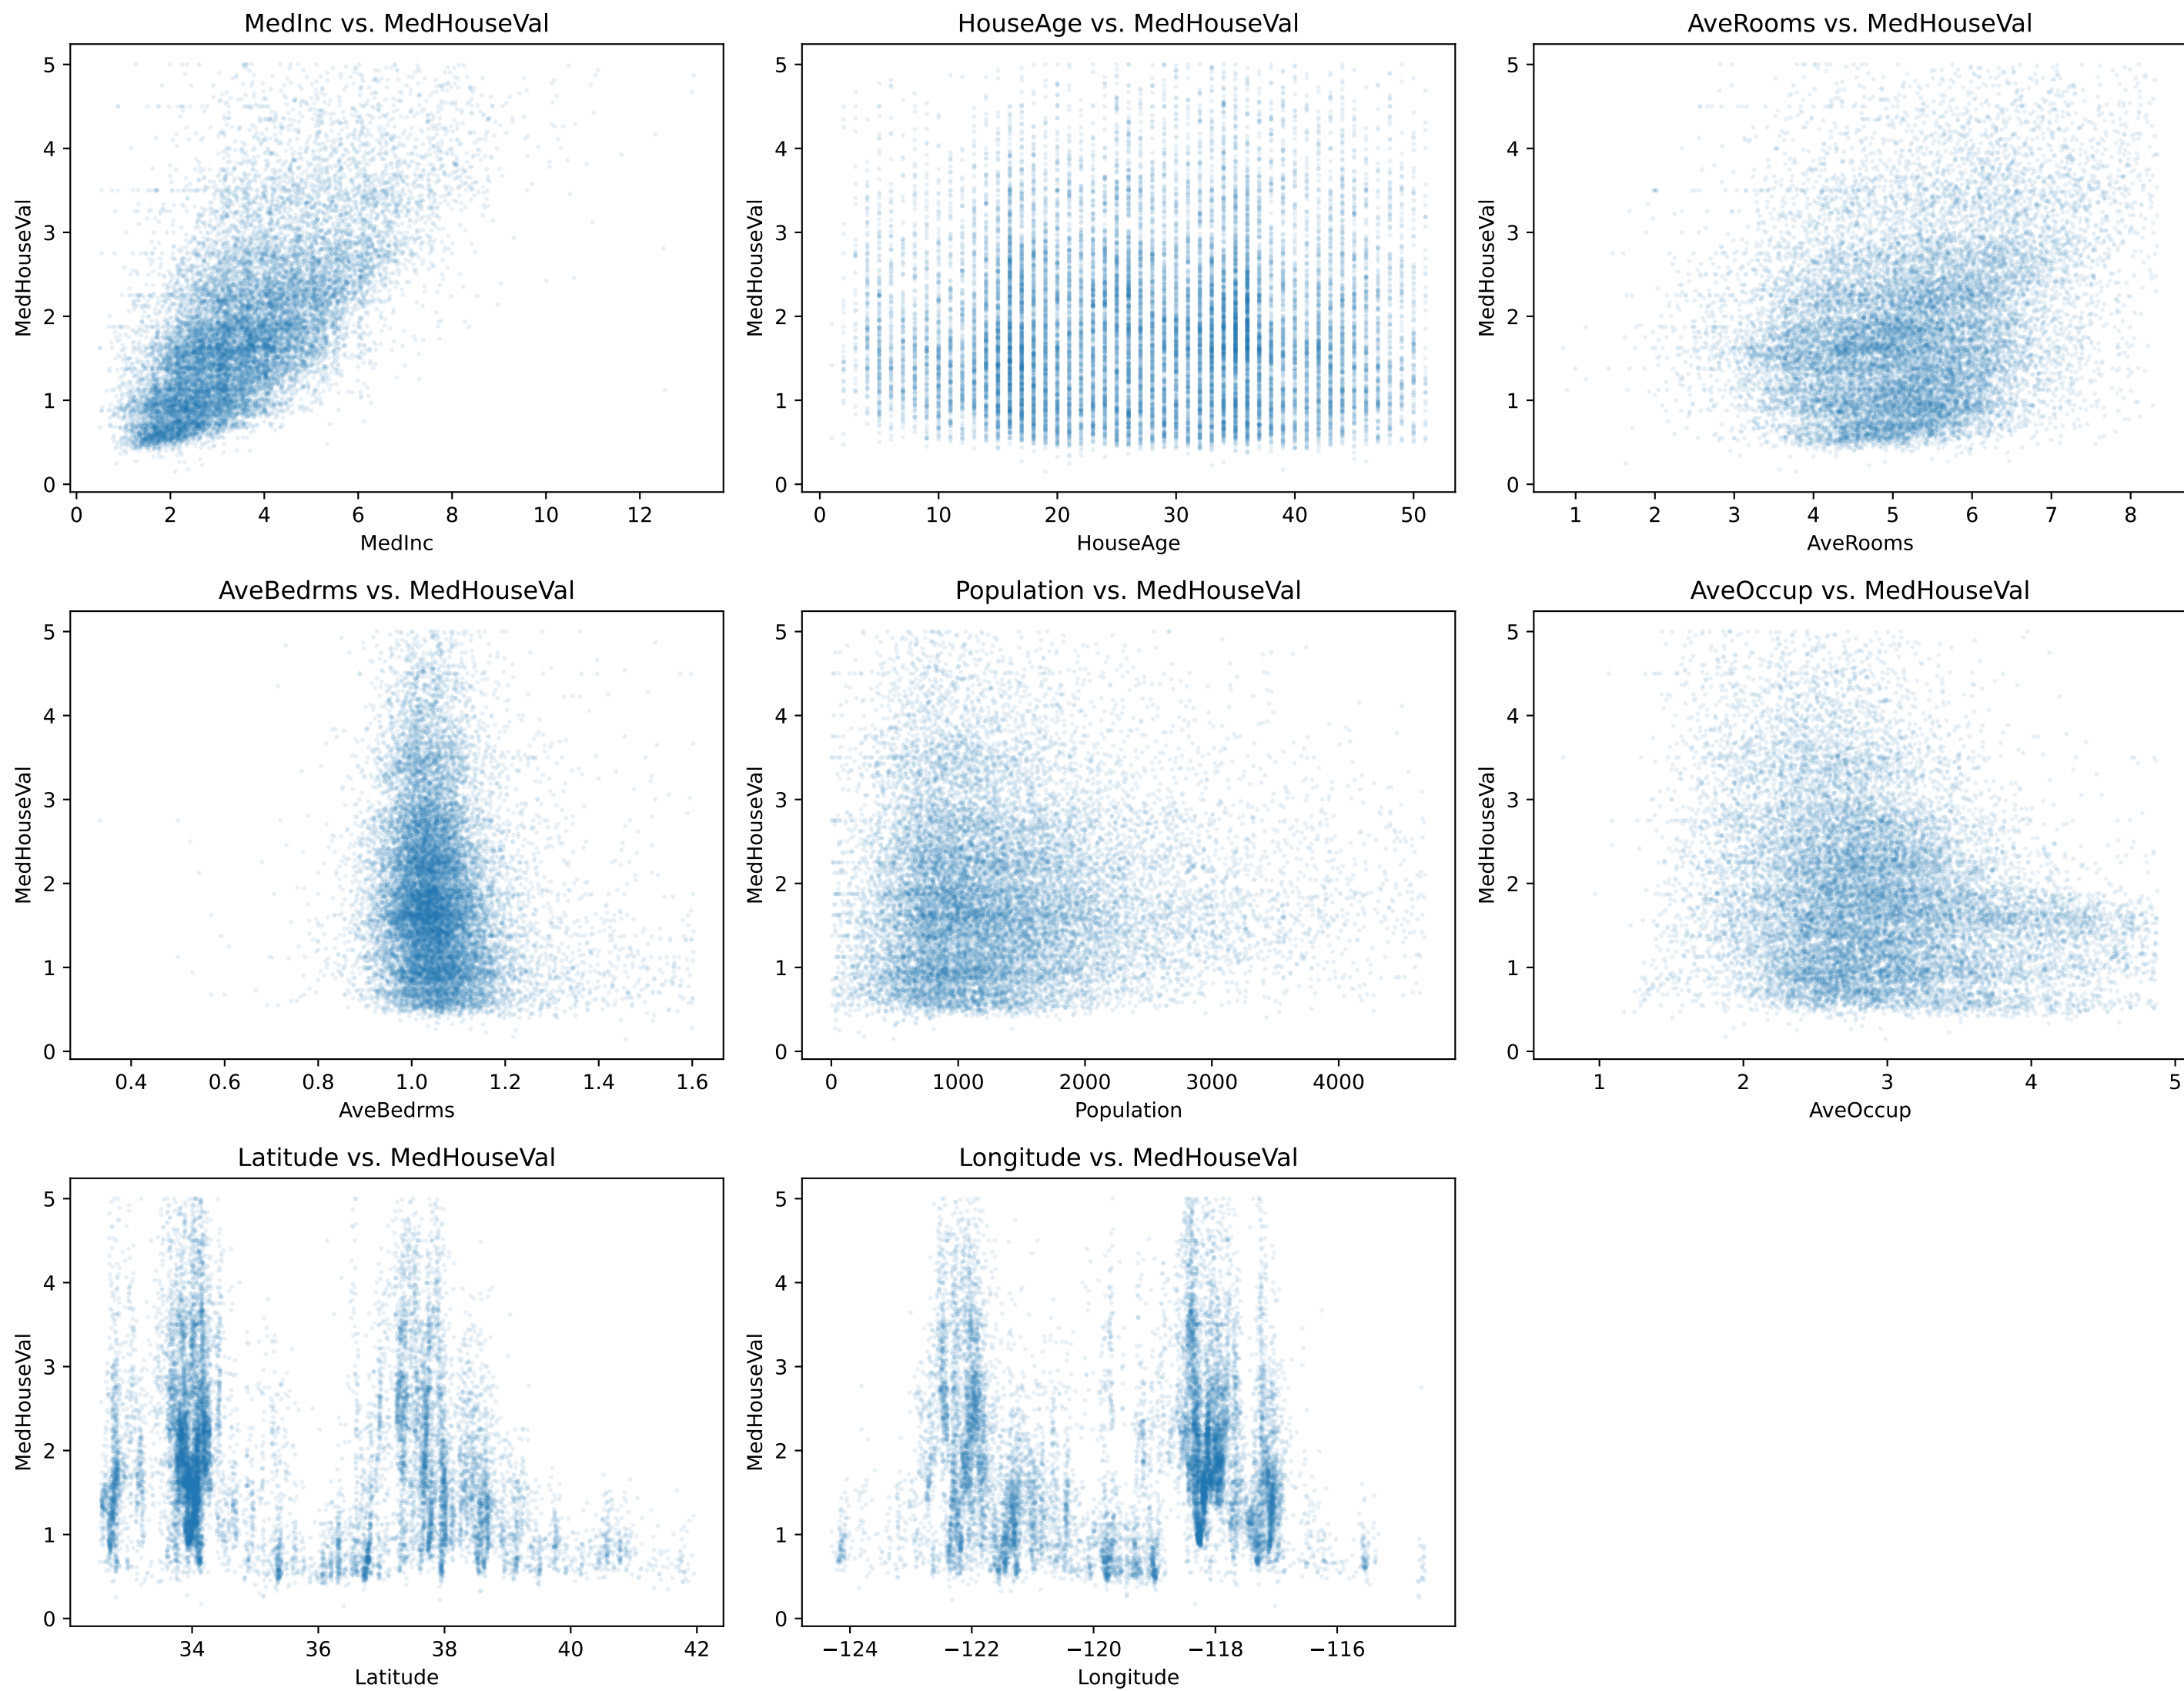 MedInc vs. MedHouseVal
HouseAge vs. MedHouseVal
AveRooms vs. MedHouseVal
5
4
3
2
1
0
MedHouseVal
0 2 4 6 8 10 12
MedInc
5
4
3
2
1
0
MedHouseVal
0 10 20 30 40 50
HouseAge
5
4
3
2
1
0
MedHouseVal
1 2 3 4 5 6 7 8
AveRooms
AveBedrms vs. MedHouseVal
Population vs. MedHouseVal
AveOccup vs. MedHouseVal
5
4
3
2
1
0
MedHouseVal
0.4 0.6 0.8 1.0 1.2 1.4 1.6
AveBedrms
5
4
3
2
1
0
MedHouseVal
0 1000 2000 3000 4000
Population
5
4
3
2
1
0
MedHouseVal
1 2 3 4 5
AveOccup
Latitude vs. MedHouseVal
Longitude vs. MedHouseVal
5
4
3
2
1
0
MedHouseVal
34 36 38 40 42
Latitude
5
4
3
2
1
0
MedHouseVal
−124 −122 −120 −118 −116
Longitude